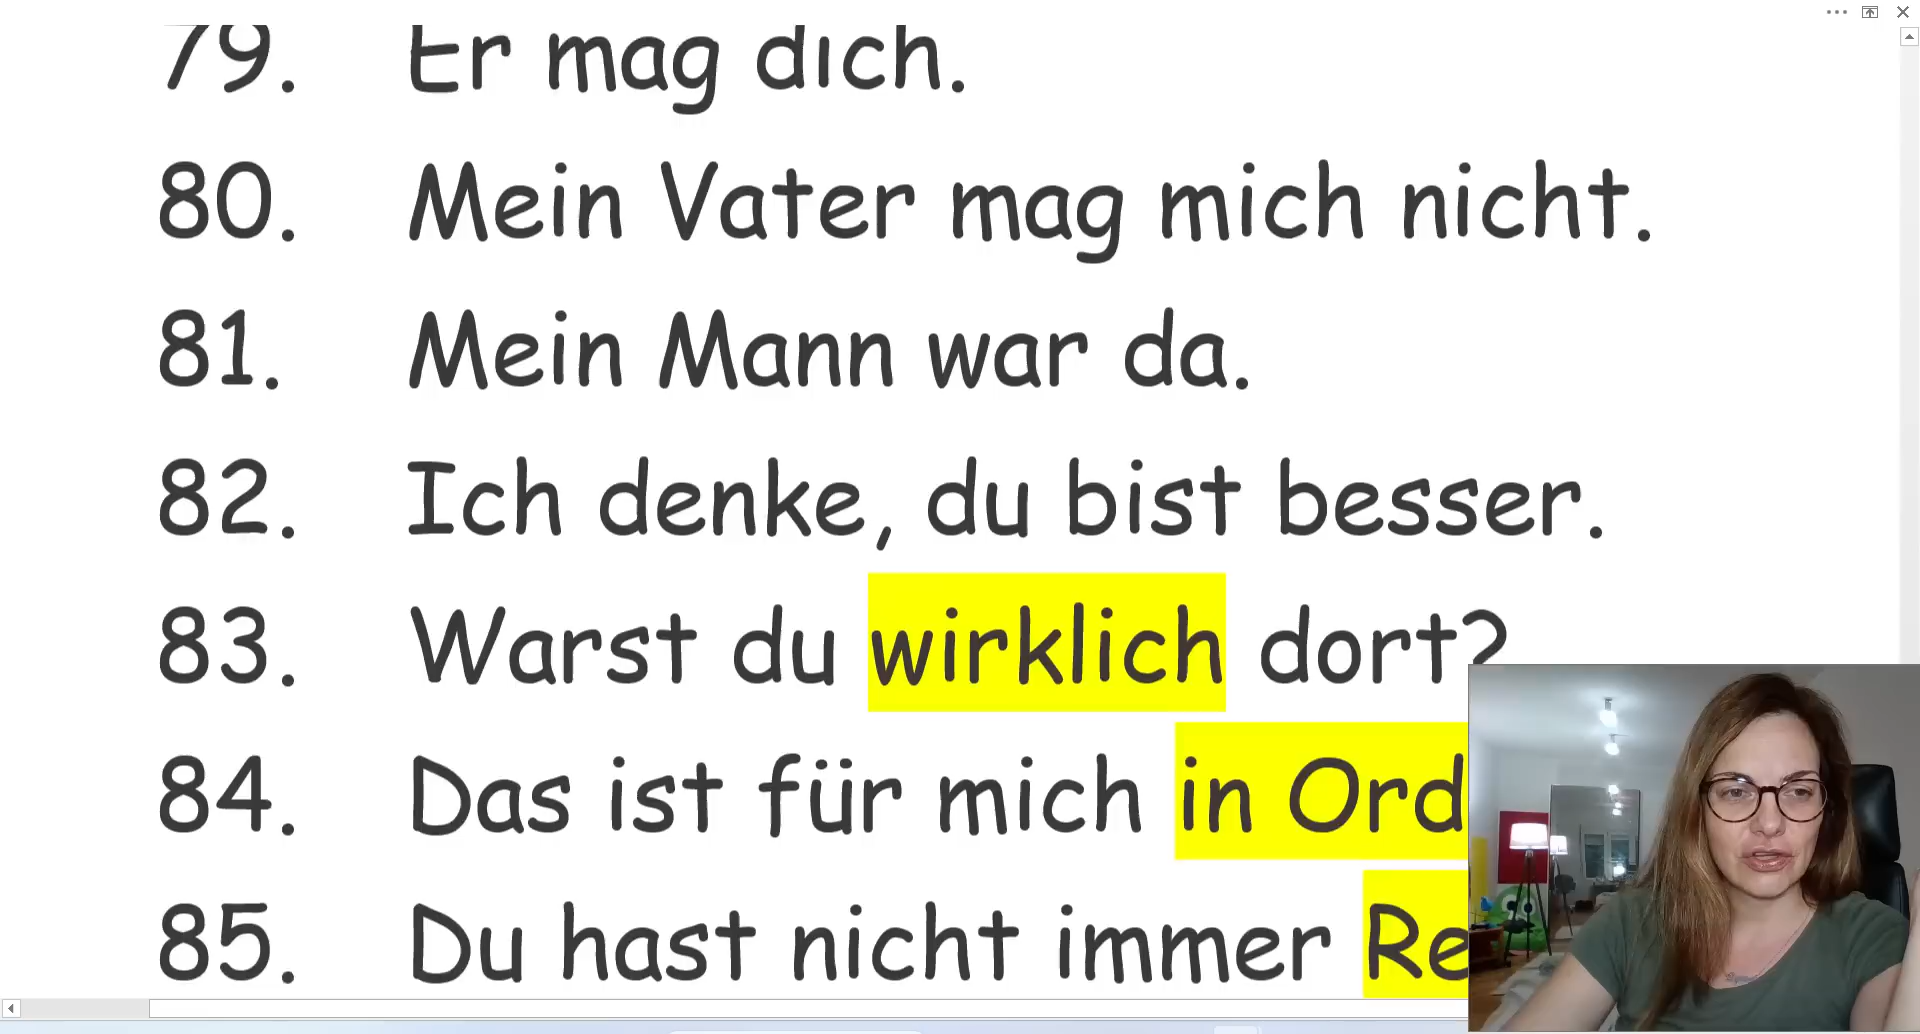 79. Er mag dich.
80. Mein Vater mag mich nicht.
81. Mein Mann war da.
82. Ich denke, du bist besser.
83. Warst du wirklich dort?
84. Das ist für mich in Ord
85. Du hast nicht immer Re